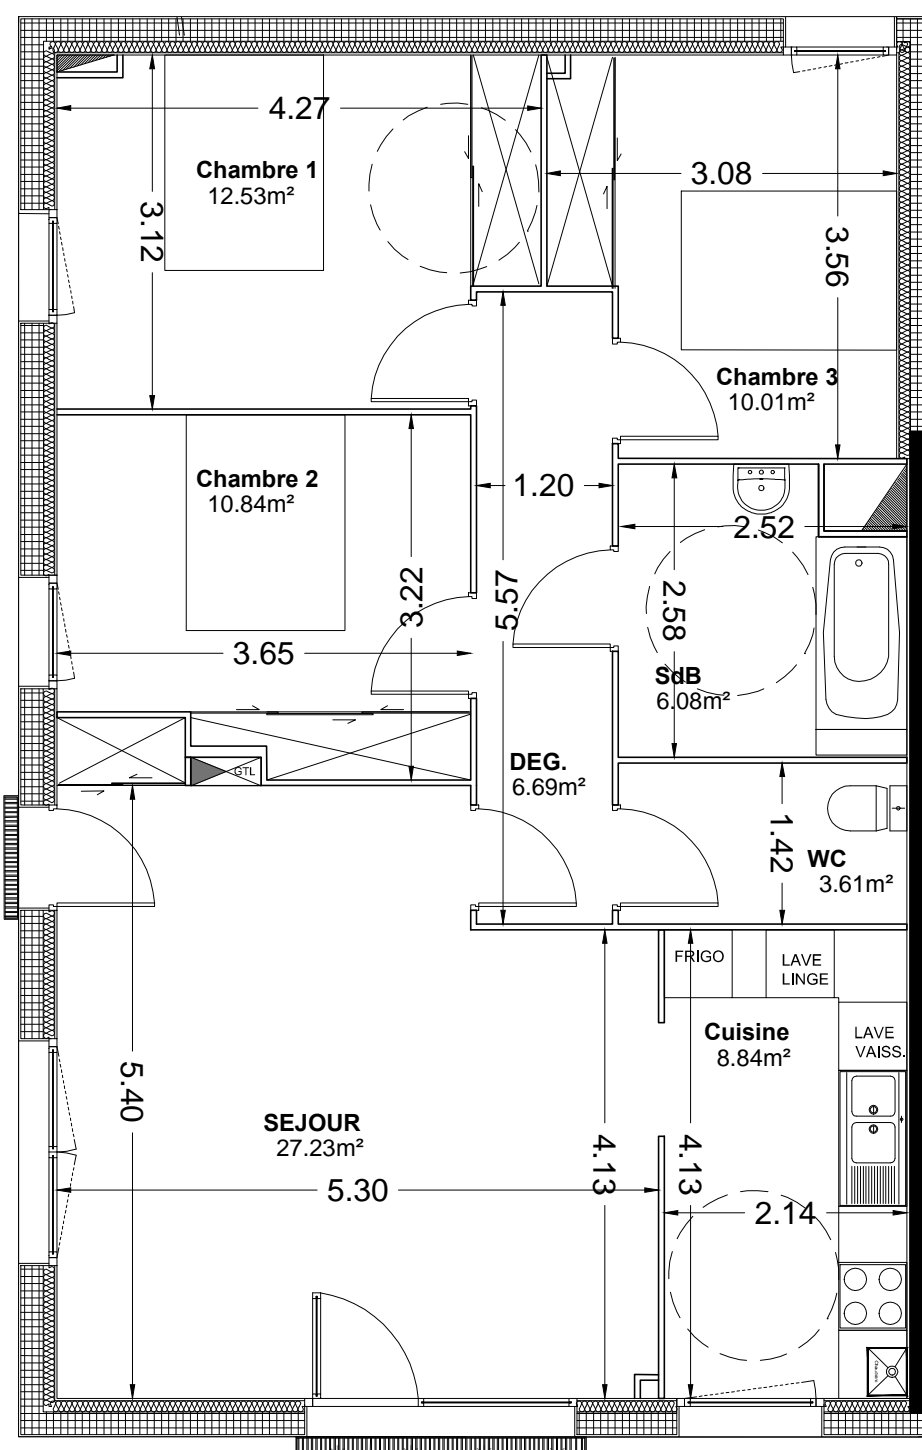 4.27
Chambre 1
12.53m²
3.12
3.08
3.56
Chambre 3
10.01m²
Chambre 2
10.84m²
1.20
2.52
5.57
3.22
2.58
3.65
SdB
6.08m²
GTL
DEG.
6.69m²
1.42
WC
3.61m²
FRIGO
LAVE
LINGE
LAVE
VAISS.
Cuisine
8.84m²
5.40
SEJOUR
27.23m²
4.13
4.13
5.30
2.14
Chaudière